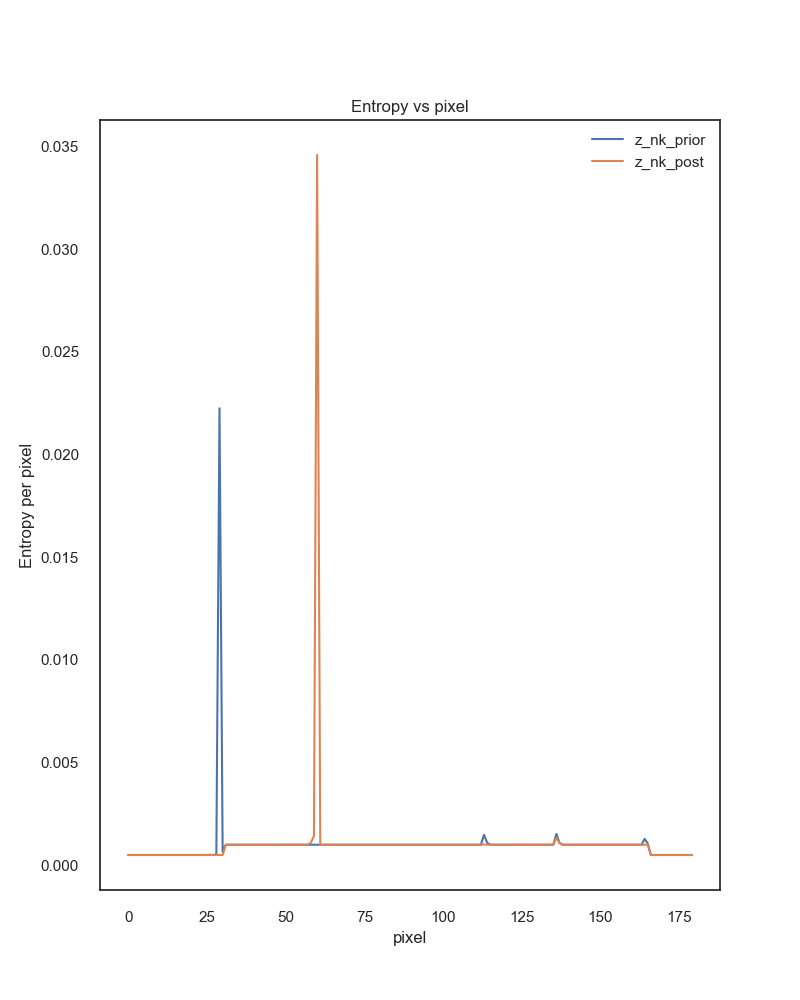 Entropy vs pixel
z_nk_prior
z_nk_post
Entropy per pixel
0.035
0.030
0.025
0.020
0.015
0.010
0.005
0.000
0 25 50 75 100 125 150 175
pixel